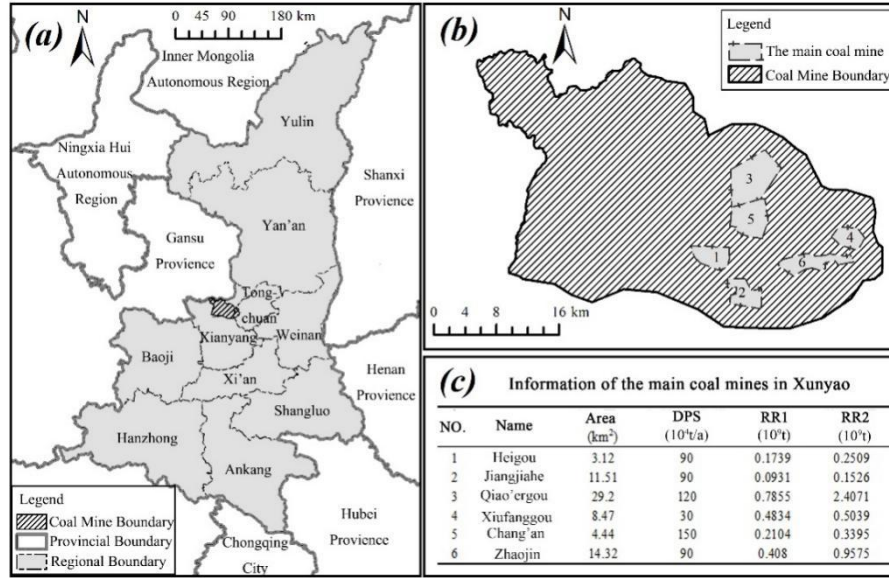 (a)
N
0 45 90 180 km
Inner Mongolia
Autonomous Region
Yulin
Ningxia Hui
Autonomous
Region
Shanxi
Provience
Yan'an
Gansu
Provience
Tong-
chuan
Xianyang
Weinan
Baoji
Henan
Provience
Xi'an
Shangluo
Hanzhong
Ankang
Hubei
Provience
Chongqing
City
Legend
Coal Mine Boundary
Provincial Boundary
Regional Boundary
(b)
N
Legend
The main coal mine
Coal Mine Boundary
3
5
4
1
6
2
0 4 8 16 km
(c) Information of the main coal mines in Xunyao
NO. Name Area (km²) DPS (10⁴t/a) RR1 (10⁹t) RR2 (10⁹t)
1 Heigou 3.12 90 0.1739 0.2509
2 Jiangjiahe 11.51 90 0.0931 0.1526
3 Qiao'ergou 29.2 120 0.7855 2.4071
4 Xiufanggou 8.47 30 0.4834 0.5039
5 Chang'an 4.44 150 0.2104 0.3395
6 Zhaojin 14.32 90 0.408 0.9575